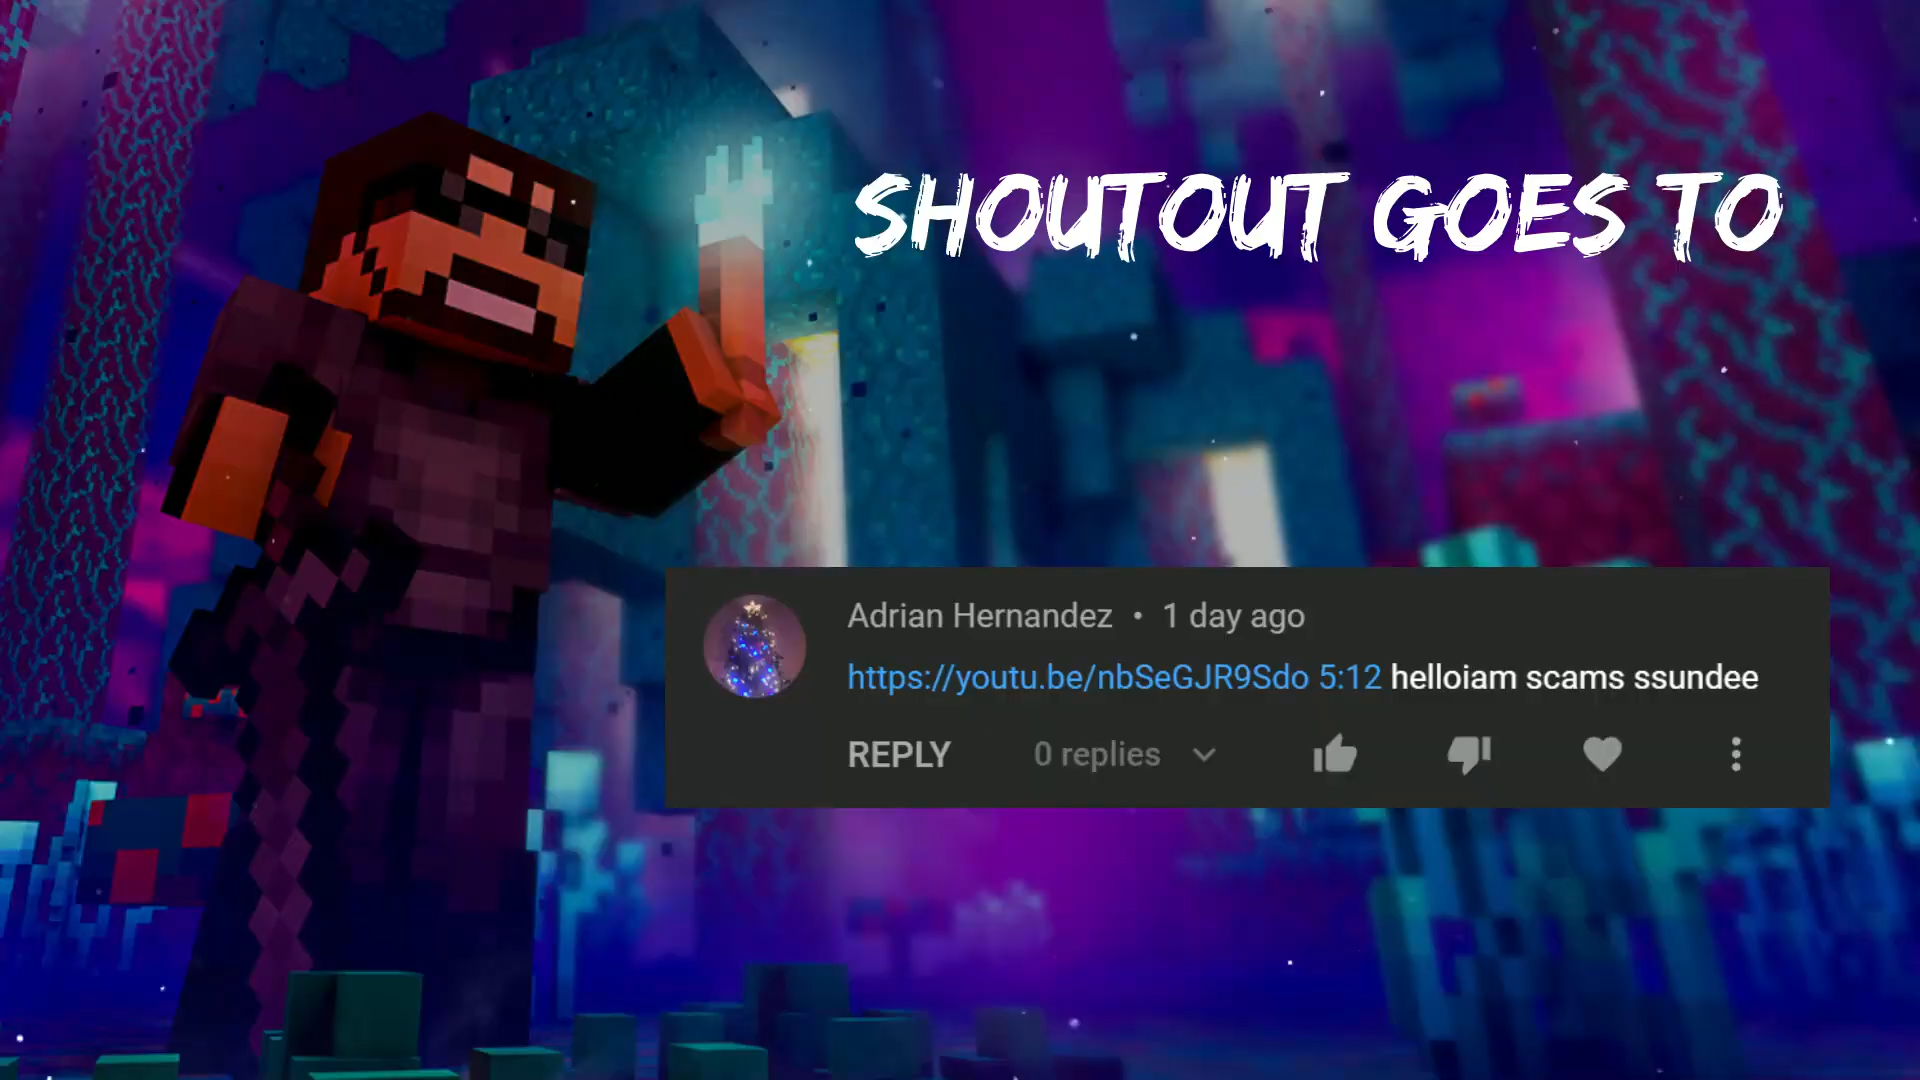 SHOUTOUT GOES TO
Adrian Hernandez • 1 day ago
https://youtu.be/nbSeGJR9Sdo 5:12 helloiam scams ssundee
REPLY 0 replies